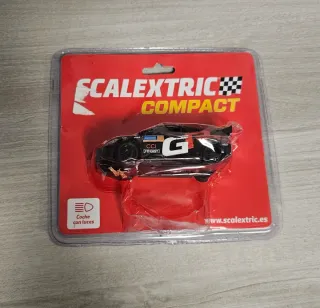 SCALEXTRIC
COMPACT
G
Coche
con luces
www.scalextric.es